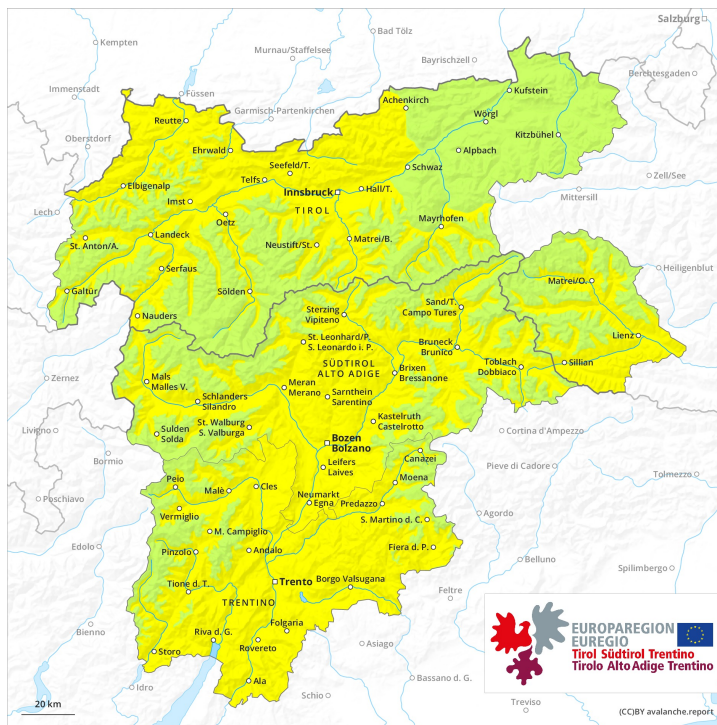 Salzburg
Kempten
Bad Tölz
Murnau/Staffelsee
Bayrischzell
Berchtesgaden
Immenstadt
Füssen
Garmisch-Partenkirchen
Achenkirch
Kufstein
Reutte
Wörgl
Oberstdorf
Ehrwald
Kitzbühel
Alpbach
Seefeld/T.
Telfs
Schwaz
Zell/See
Elbigenalp
Innsbruck
Hall/T.
Mittersill
Imst
TIROL
Lech
Oetz
Mayrhofen
St. Anton/A.
Landeck
Neustift/St.
Matrei/B.
Serfaus
Heiligenblut
Galtür
Sölden
Matrei/O.
Nauders
Sterzing
Vipiteno
Sand/T.
Campo Tures
Lienz
St. Leonhard/P.
S. Leonardo i. P.
Bruneck
Brunico
Sillian
SÜDTIROL
ALTO ADIGE
Toblach
Dobbiaco
Zernez
Mals
Malles V.
Meran
Merano
Brixen
Bressanone
Schlanders
Silandro
Sarnthein
Sarentino
St. Walburg
S. Valburga
Kastelruth
Castelrotto
Livigno
Sulden
Solda
Cortina d'Ampezzo
Bozen
Bolzano
Bormio
Canazei
Pieve di Cadore
Leifers
Laives
Tolmezzo
Peio
Malè
Cles
Moena
Poschiavo
Neumarkt
Egna
Predazzo
Vermiglio
Agordo
S. Martino d. C.
M. Campiglio
Edolo
Pinzolo
Andalo
Fiera d. P.
Belluno
Spilimbergo
Tione d. T.
Trento
Borgo Valsugana
Feltre
TRENTINO
Folgaria
Bienno
Riva d. G.
Rovereto
Asiago
Storo
Bassano d. G.
Ala
Idro
Schio
Treviso
EUROPAREGION
EUREGIO
Tirol Südtirol Trentino
Tirolo Alto Adige Trentino
20 km
(CC)BY avalanche.report